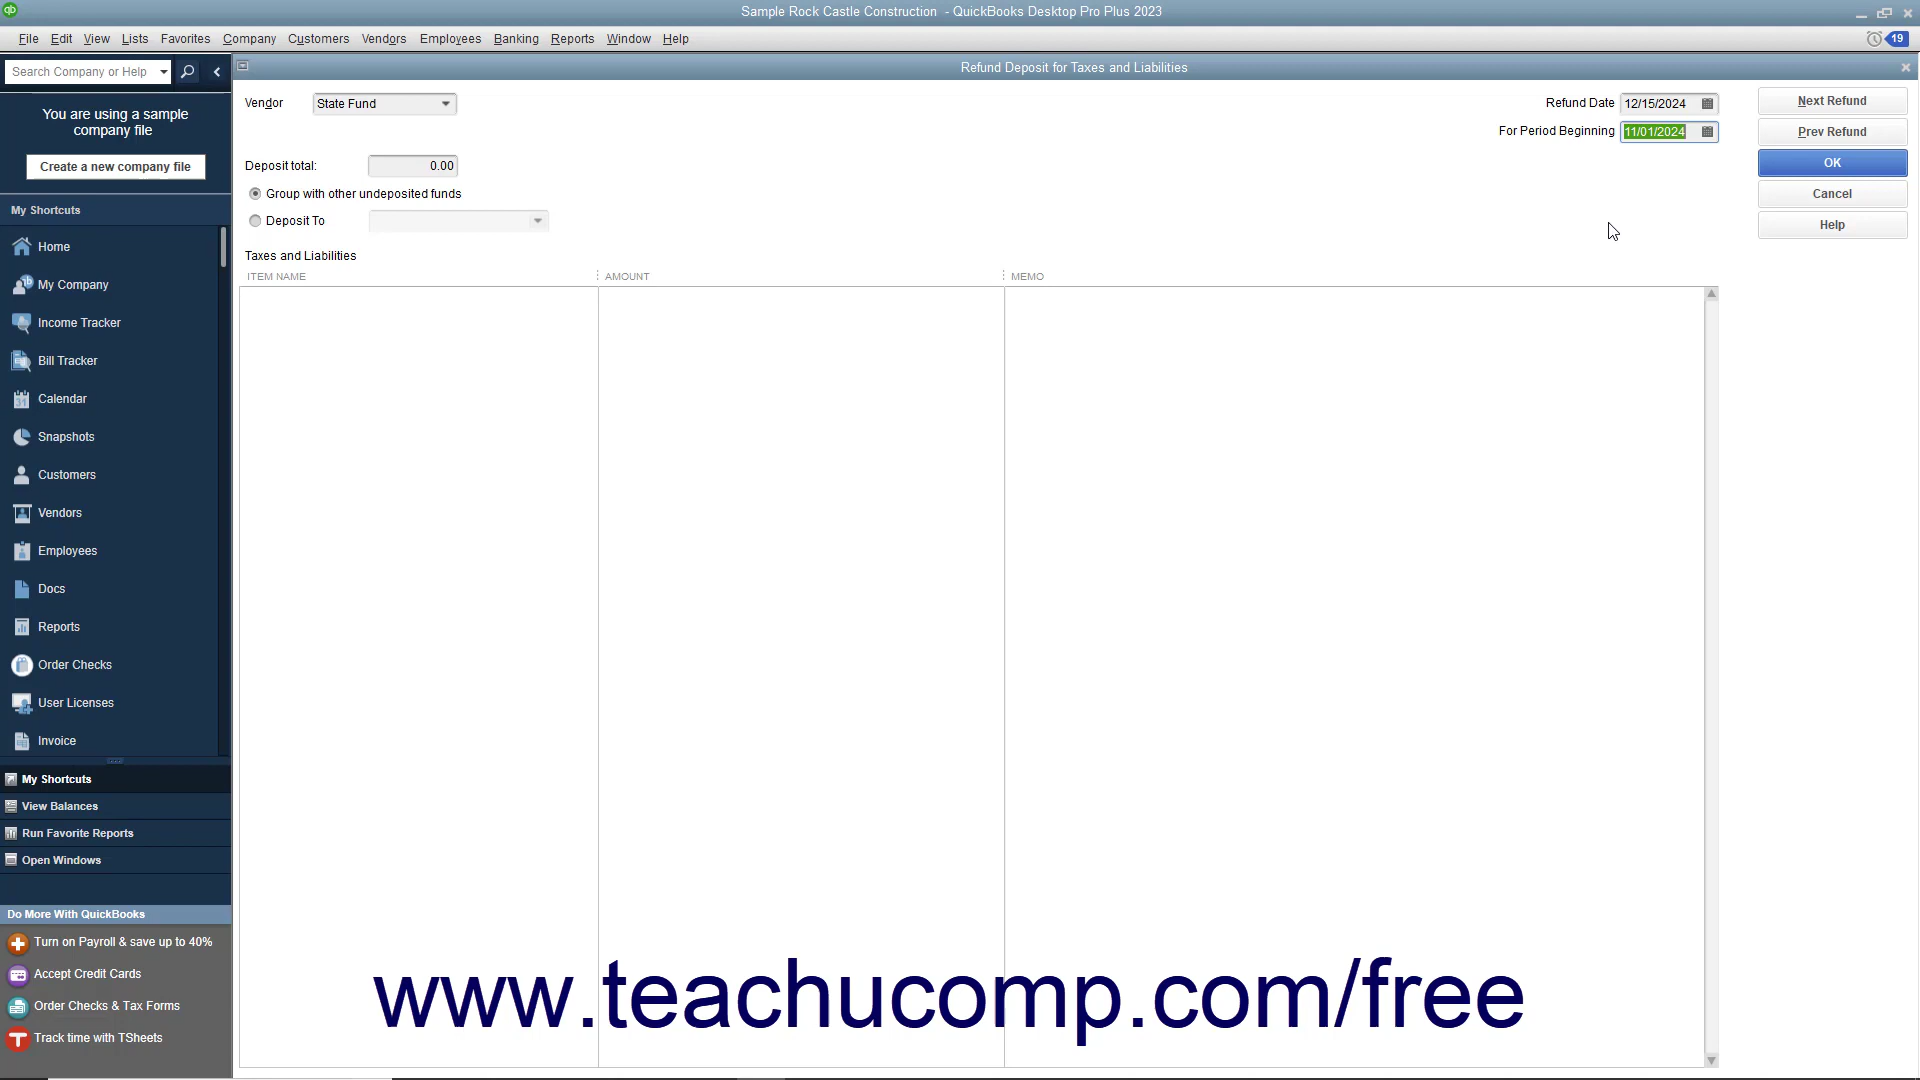 Sample Rock Castle Construction - QuickBooks Desktop Pro Plus 2023
File Edit View Lists Favorites Company Customers Vendors Employees Banking Reports Window Help
19
Search Company or Help
Refund Deposit for Taxes and Liabilities
You are using a sample
company file
Create a new company file
My Shortcuts
Home
My Company
Income Tracker
Bill Tracker
Calendar
Snapshots
Customers
Vendors
Employees
Docs
Reports
Order Checks
User Licenses
Invoice
My Shortcuts
View Balances
Run Favorite Reports
Open Windows
Do More With QuickBooks
Turn on Payroll & save up to 40%
Accept Credit Cards
Order Checks & Tax Forms
Track time with TSheets
Vendor State Fund
Refund Date 12/15/2024
For Period Beginning 11/01/2024
Deposit total: 0.00
Group with other undeposited funds
Deposit To
Taxes and Liabilities
ITEM NAME AMOUNT MEMO
Next Refund
Prev Refund
OK
Cancel
Help
www.teachucomp.com/free